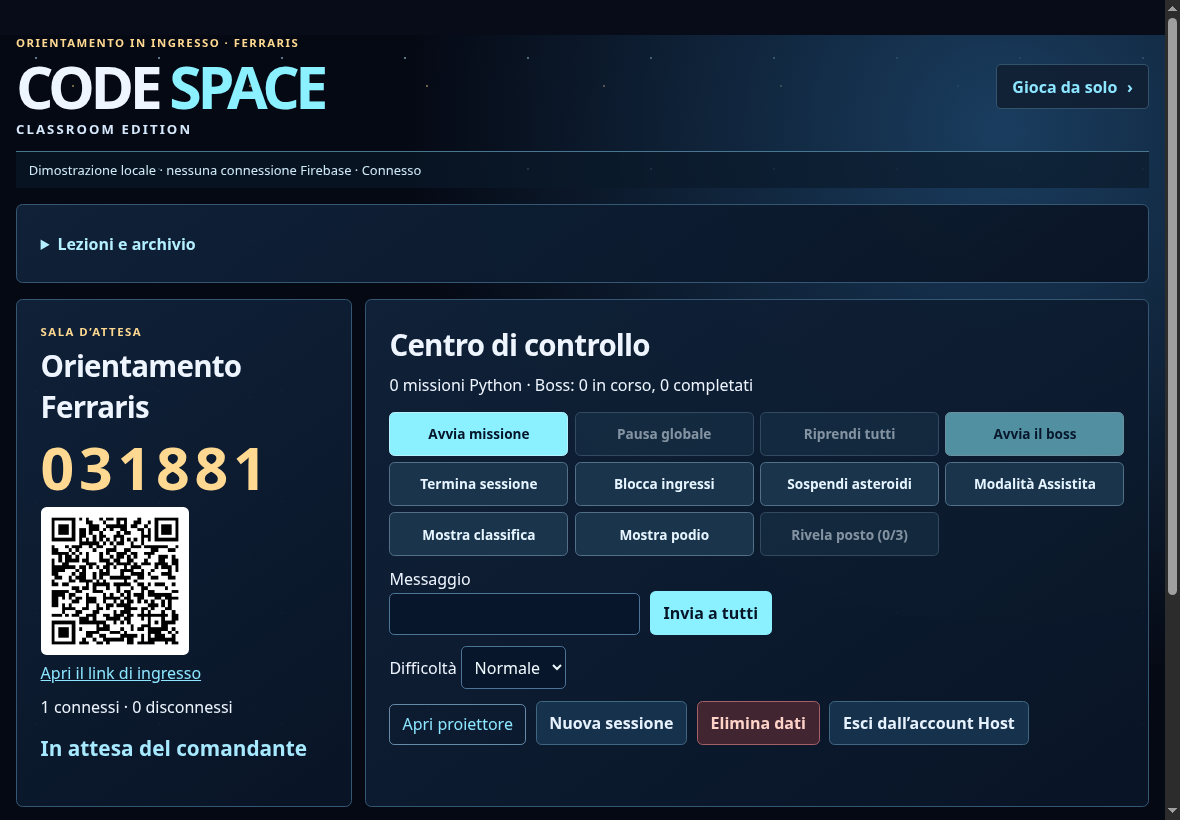 ORIENTAMENTO IN INGRESSO · FERRARIS
CODE SPACE
CLASSROOM EDITION
Gioca da solo ›
Dimostrazione locale · nessuna connessione Firebase · Connesso
Lezioni e archivio
SALA D’ATTESA
Orientamento
Ferraris
031881
Apri il link di ingresso
1 connessi · 0 disconnessi
In attesa del comandante
Centro di controllo
0 missioni Python · Boss: 0 in corso, 0 completati
Avvia missione
Pausa globale
Riprendi tutti
Avvia il boss
Termina sessione
Blocca ingressi
Sospendi asteroidi
Modalità Assistita
Mostra classifica
Mostra podio
Rivela posto (0/3)
Messaggio
Invia a tutti
Difficoltà Normale
Apri proiettore
Nuova sessione
Elimina dati
Esci dall’account Host